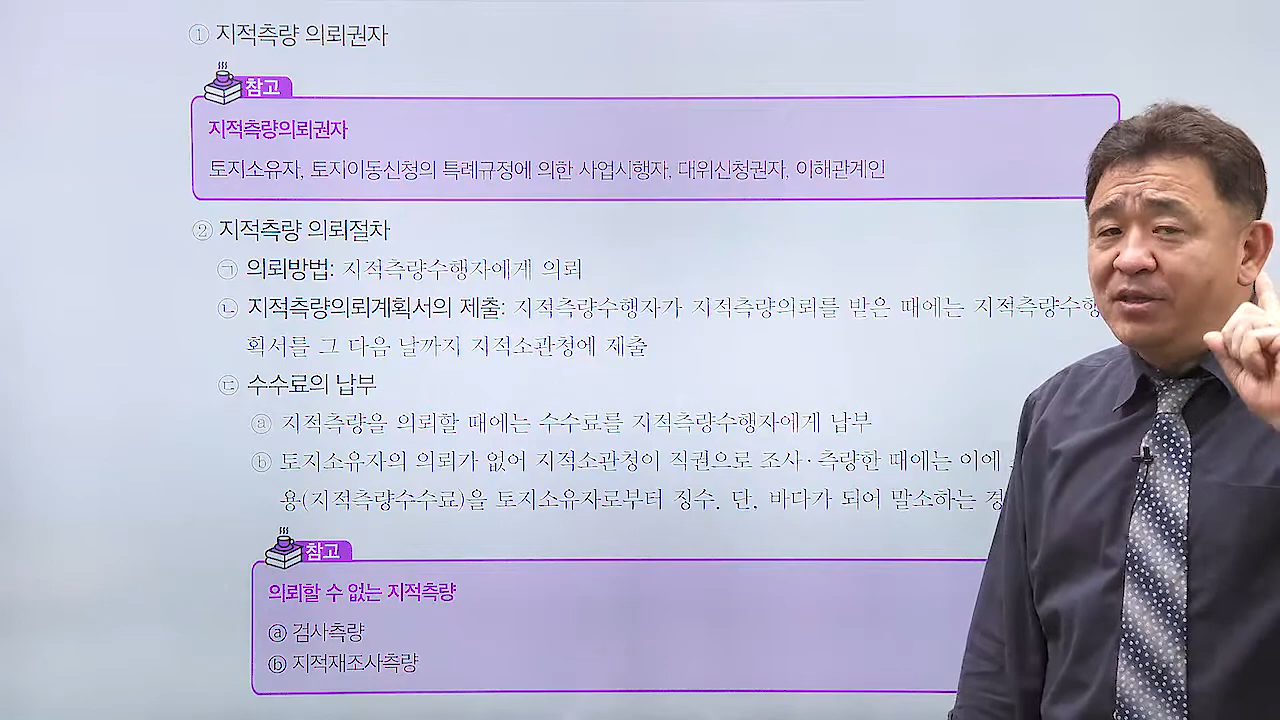 ① 지적측량 의뢰권자
참고
지적측량의뢰권자
토지소유자, 토지이동신청의 특례규정에 의한 사업시행자, 대위신청권자, 이해관계인
② 지적측량 의뢰절차
㉠ 의뢰방법: 지적측량수행자에게 의뢰
㉡ 지적측량의뢰계획서의 제출: 지적측량수행자가 지적측량의뢰를 받은 때에는 지적측량수행
획서를 그 다음 날까지 지적소관청에 제출
㉢ 수수료의 납부
ⓐ 지적측량을 의뢰할 때에는 수수료를 지적측량수행자에게 납부
ⓑ 토지소유자의 의뢰가 없어 지적소관청이 직권으로 조사·측량한 때에는 이에
용(지적측량수수료)을 토지소유자로부터 징수. 단, 바다가 되어 말소하는 경
참고
의뢰할 수 없는 지적측량
ⓐ 검사측량
ⓑ 지적재조사측량